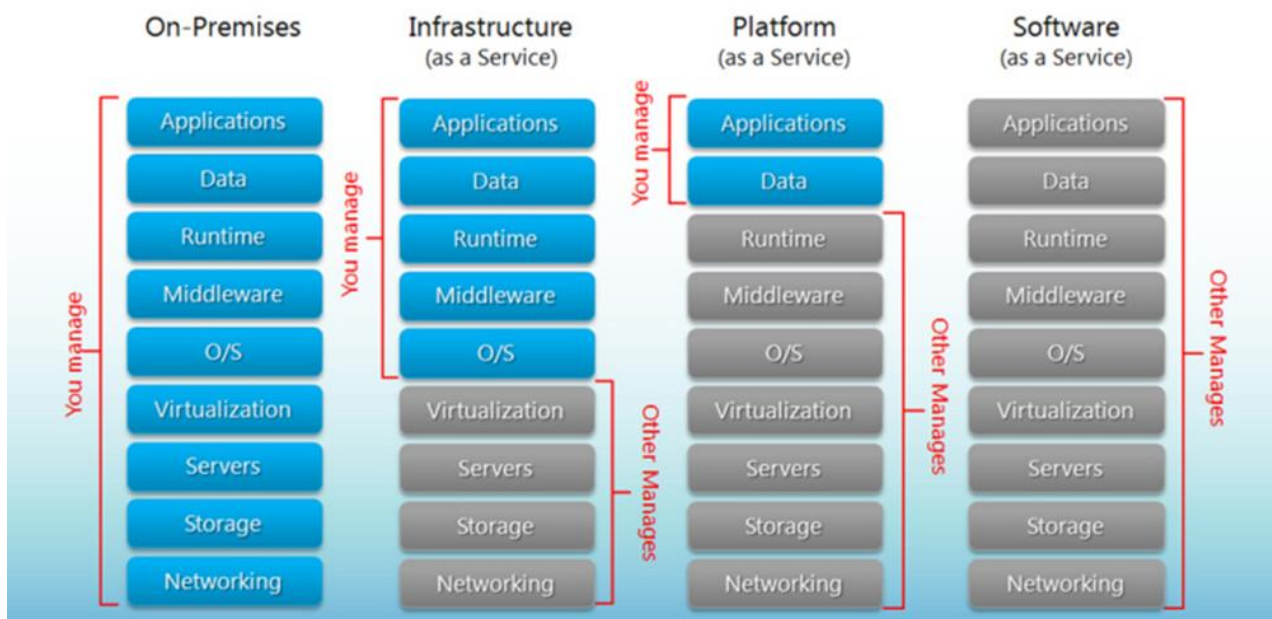 On-Premises
You manage
Applications
Data
Runtime
Middleware
O/S
Virtualization
Servers
Storage
Networking
Infrastructure
(as a Service)
You manage
Applications
Data
Runtime
Middleware
O/S
Virtualization
Servers
Storage
Networking
Other Manages
Platform
(as a Service)
You manage
Applications
Data
Runtime
Middleware
O/S
Virtualization
Servers
Storage
Networking
Other Manages
Software
(as a Service)
Applications
Data
Runtime
Middleware
O/S
Virtualization
Servers
Storage
Networking
Other Manages